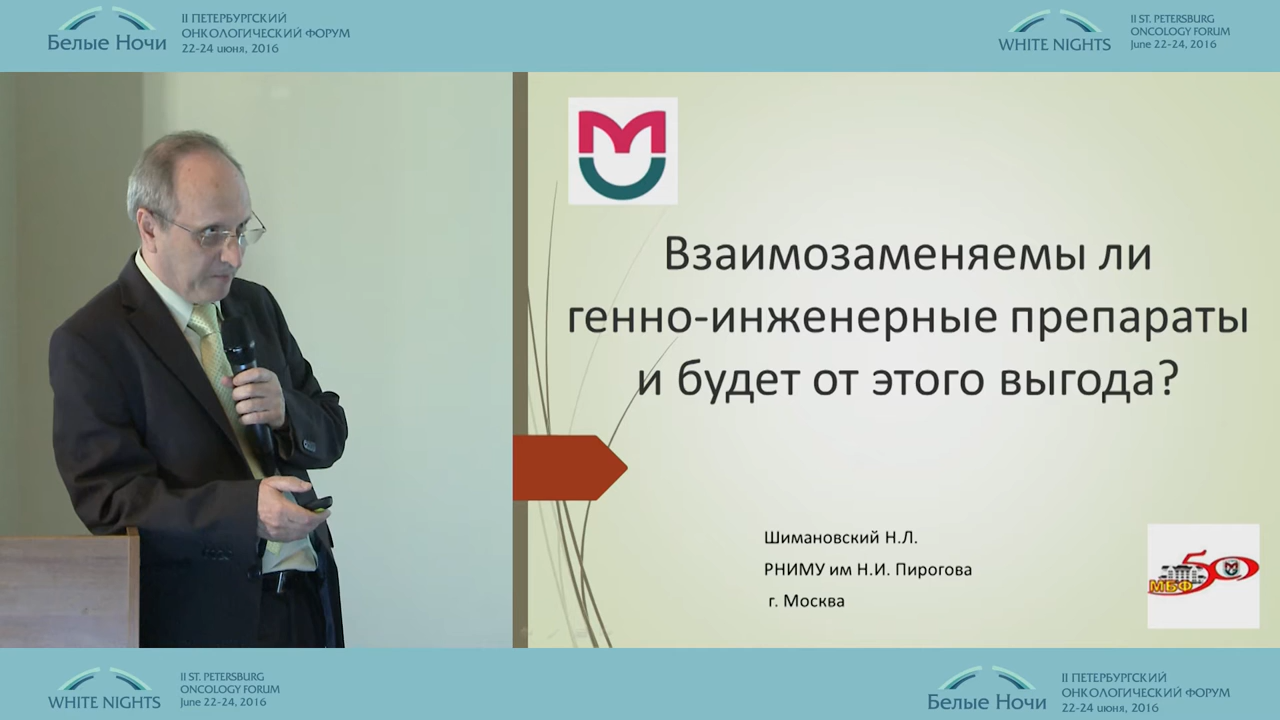 Белые Ночи
II ПЕТЕРБУРГСКИЙ
ОНКОЛОГИЧЕСКИЙ ФОРУМ
22-24 июня, 2016
WHITE NIGHTS
II ST. PETERSBURG
ONCOLOGY FORUM
June 22-24, 2016
Взаимозаменяемы ли
генно-инженерные препараты
и будет от этого выгода?
Шимановский Н.Л.
РНИМУ им Н.И. Пирогова
г. Москва
МБФ 50
WHITE NIGHTS
II ST. PETERSBURG
ONCOLOGY FORUM
June 22-24, 2016
Белые Ночи
II ПЕТЕРБУРГСКИЙ
ОНКОЛОГИЧЕСКИЙ ФОРУМ
22-24 июня, 2016